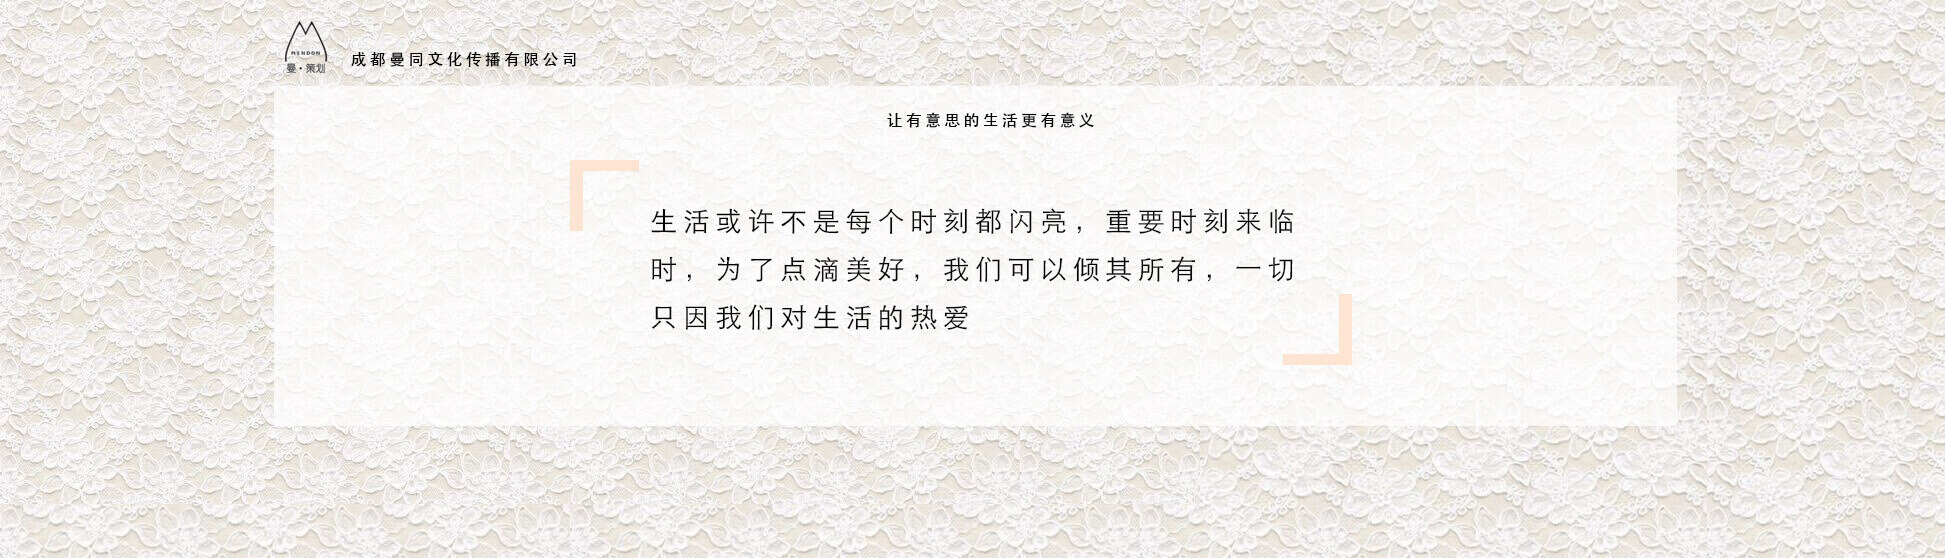 MENDON
曼·策划
成都曼同文化传播有限公司
让有意思的生活更有意义
生活或许不是每个时刻都闪亮，重要时刻来临
时，为了点滴美好，我们可以倾其所有，一切
只因我们对生活的热爱